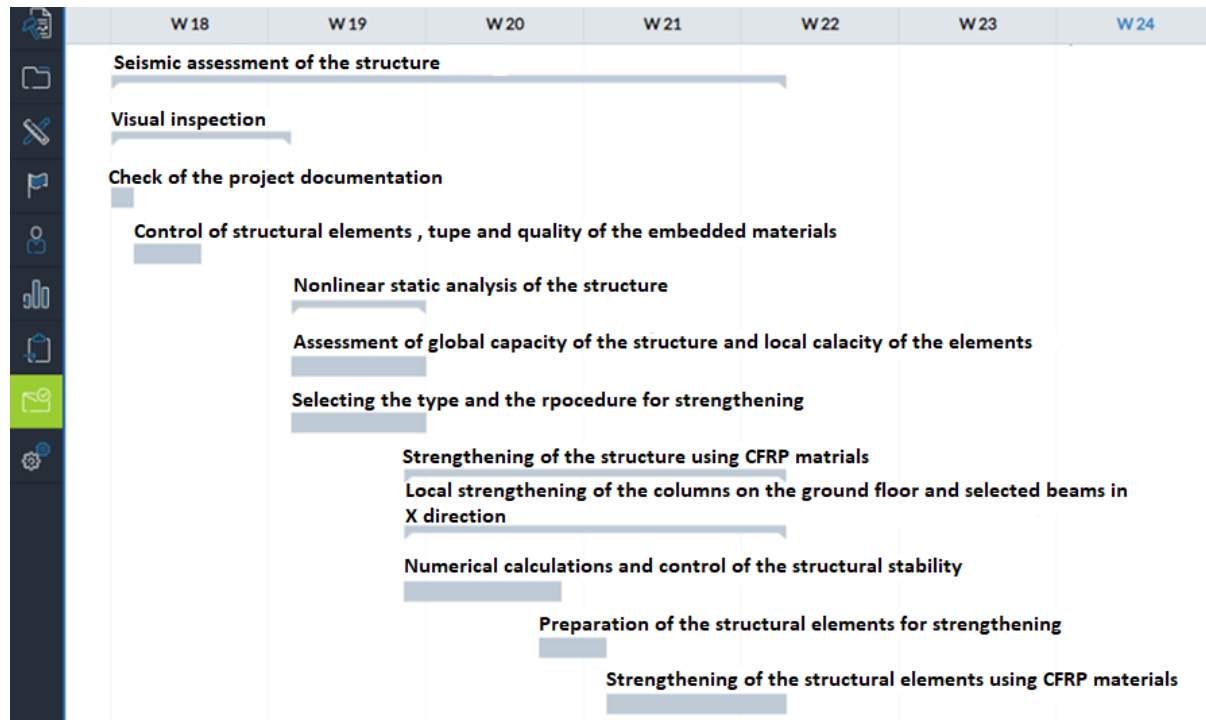 W 18 W 19 W 20 W 21 W 22 W 23 W 24
Seismic assessment of the structure
Visual inspection
Check of the project documentation
Control of structural elements , tupe and quality of the embedded materials
Nonlinear static analysis of the structure
Assessment of global capacity of the structure and local calacity of the elements
Selecting the type and the rpocedure for strengthening
Strengthening of the structure using CFRP matrials
Local strengthening of the columns on the ground floor and selected beams in
X direction
Numerical calculations and control of the structural stability
Preparation of the structural elements for strengthening
Strengthening of the structural elements using CFRP materials